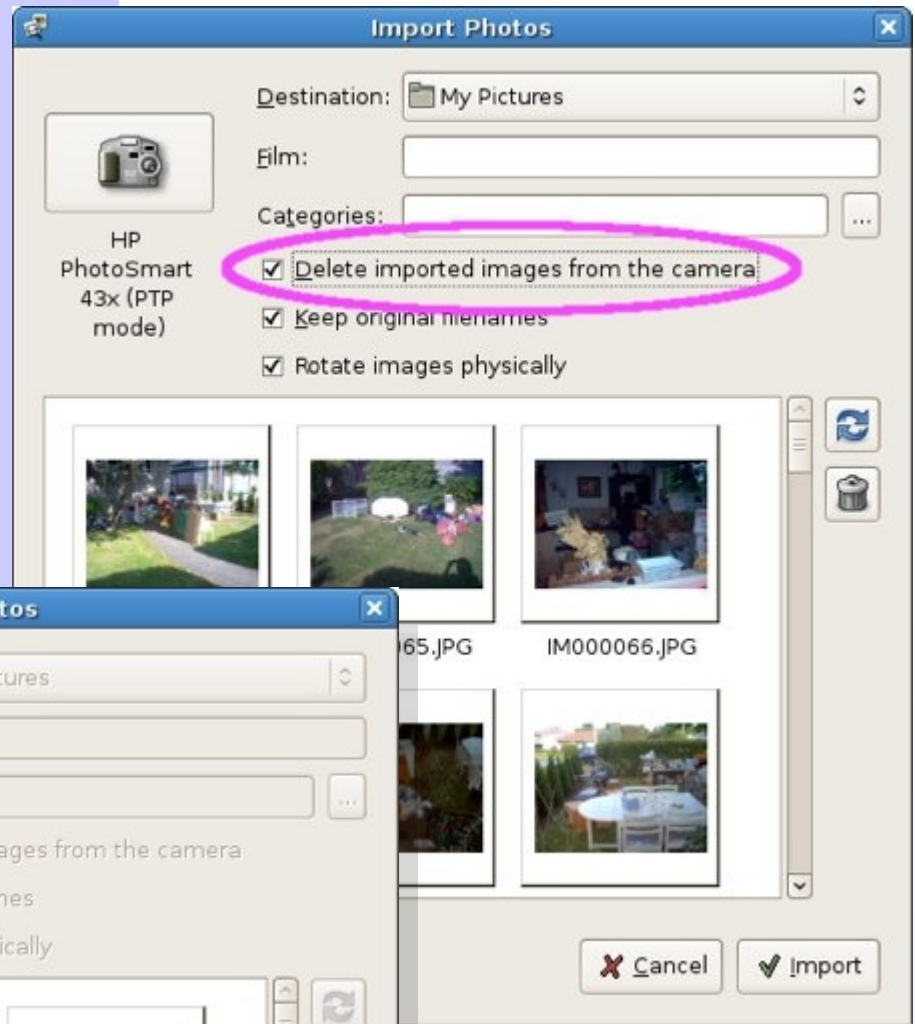 Import Photos
Destination: My Pictures
Film:
Categories: ...
HP
PhotoSmart
43x (PTP
mode)
Delete imported images from the camera
Keep original filenames
Rotate images physically
65.JPG
IM000066.JPG
Cancel
Import
tos
tures
...
ages from the camera
nes
ically